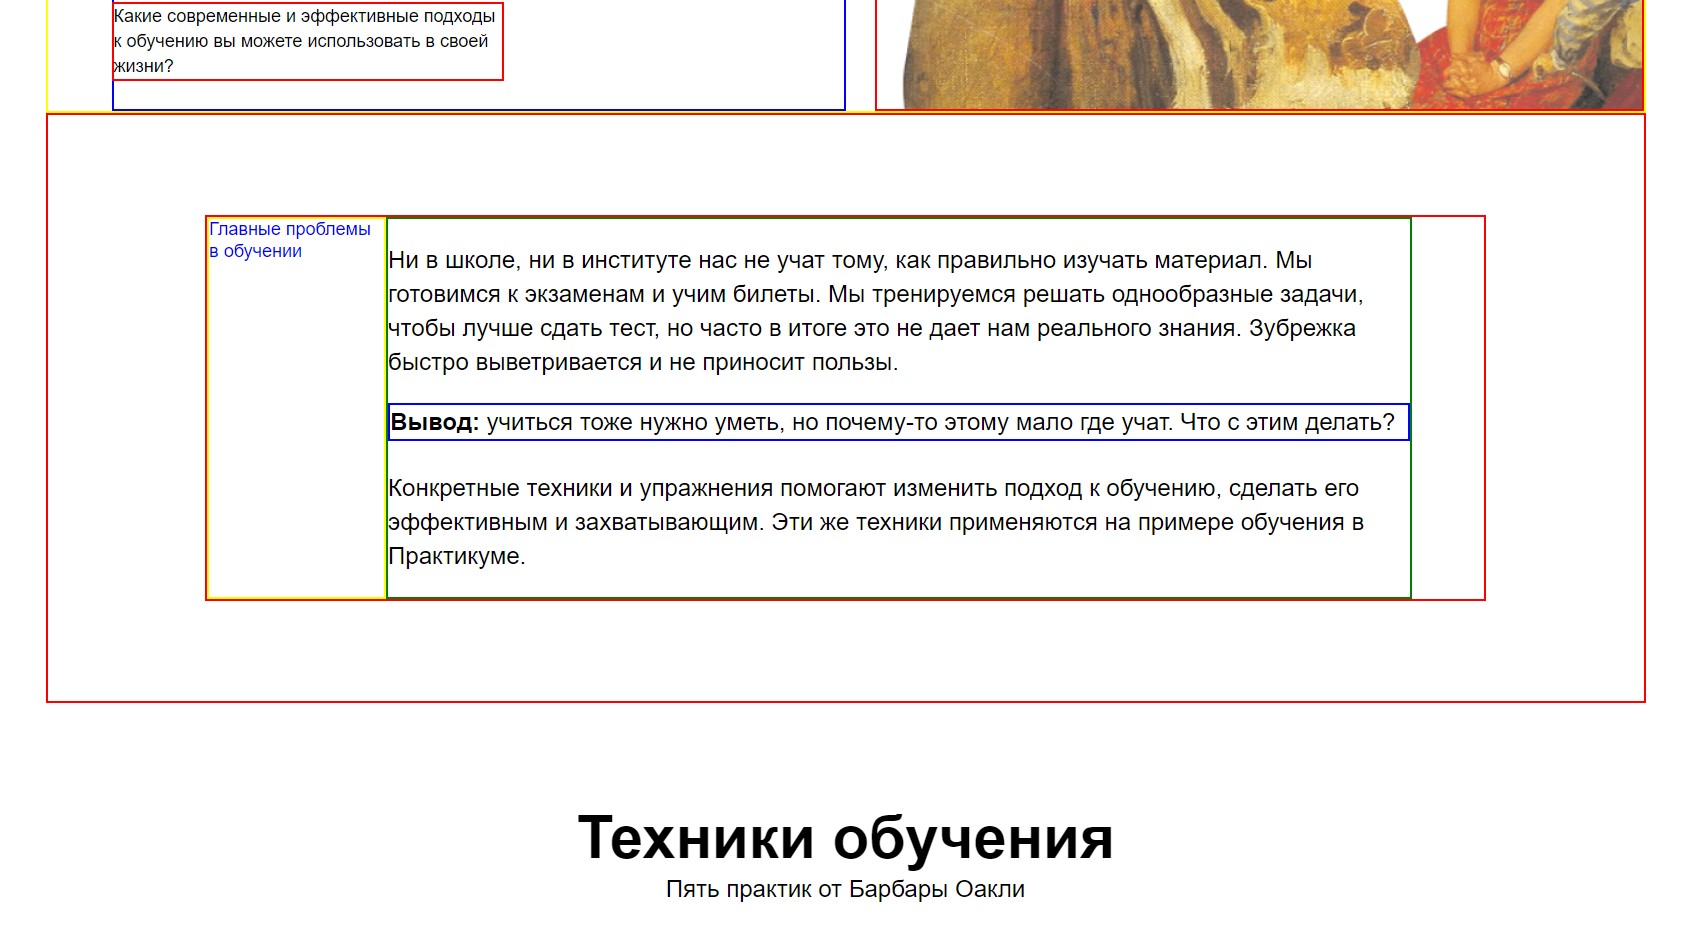 Какие современные и эффективные подходы
к обучению вы можете использовать в своей
жизни?
Главные проблемы
в обучении
Ни в школе, ни в институте нас не учат тому, как правильно изучать материал. Мы
готовимся к экзаменам и учим билеты. Мы тренируемся решать однообразные задачи,
чтобы лучше сдать тест, но часто в итоге это не дает нам реального знания. Зубрежка
быстро выветривается и не приносит пользы.
Вывод: учиться тоже нужно уметь, но почему-то этому мало где учат. Что с этим делать?
Конкретные техники и упражнения помогают изменить подход к обучению, сделать его
эффективным и захватывающим. Эти же техники применяются на примере обучения в
Практикуме.
Техники обучения
Пять практик от Барбары Оакли